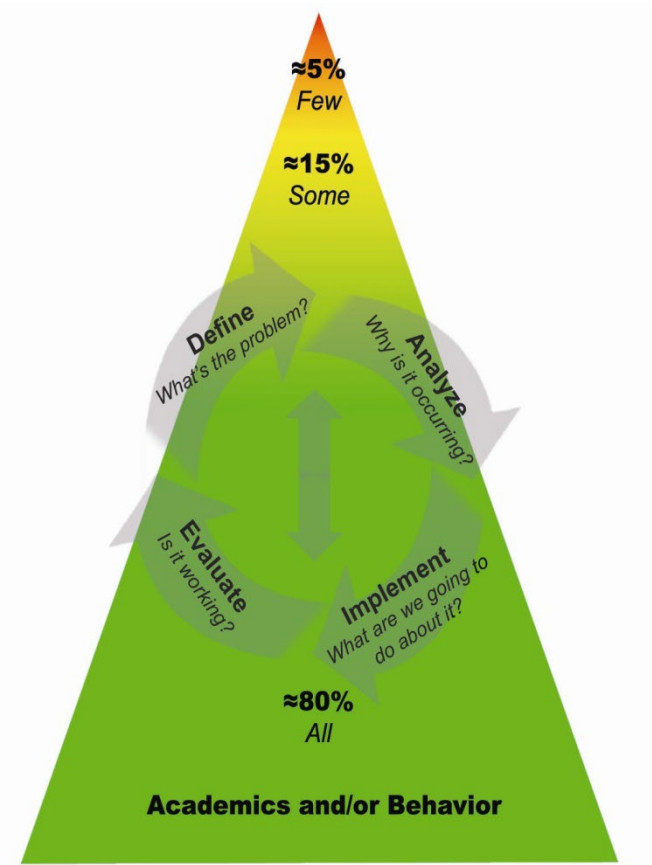 ≈5%
Few
≈15%
Some
Define
What's the problem?
Analyze
Why is it occurring?
Implement
What are we going to
do about it?
Evaluate
Is it working?
≈80%
All
Academics and/or Behavior